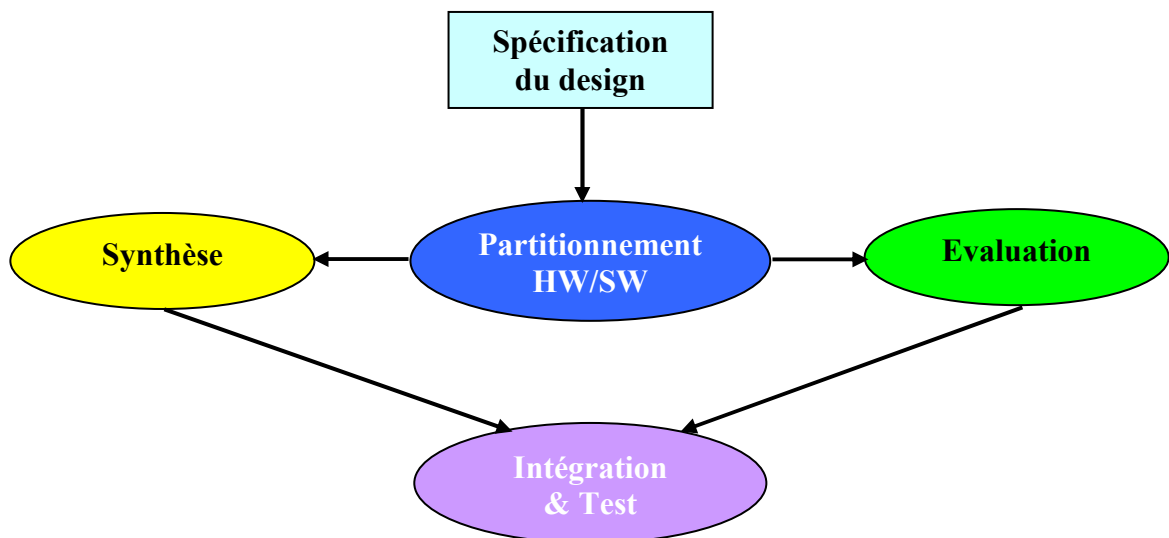 Spécification
du design
Synthèse
Partitionnement
HW/SW
Evaluation
Intégration
& Test